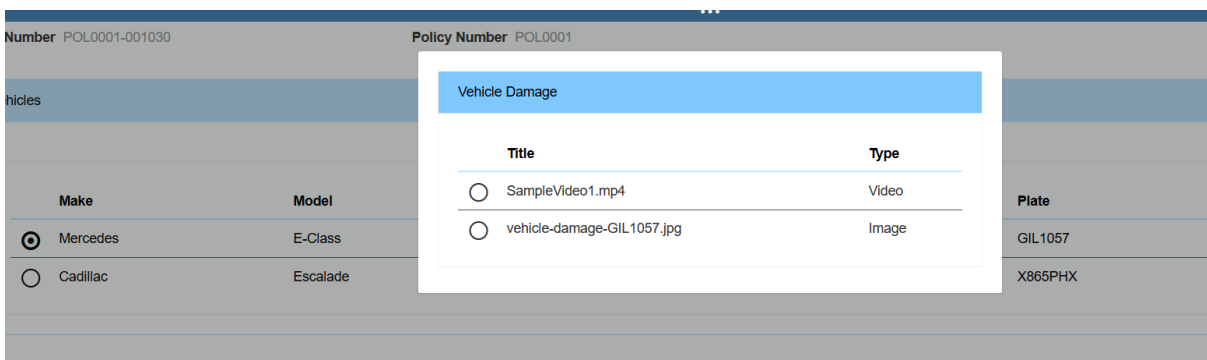 Number POL0001-001030 Policy Number POL0001
hicles
Vehicle Damage
Title Type
SampleVideo1.mp4 Video
vehicle-damage-GIL1057.jpg Image
Make Model Plate
Mercedes E-Class GIL1057
Cadillac Escalade X865PHX